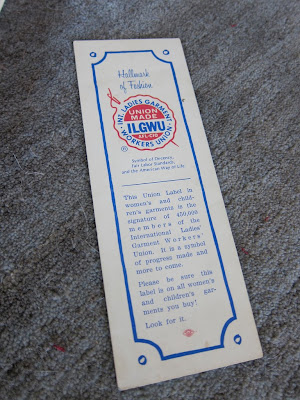 Hallmark
of Fashion
INT. LADIES GARMENT
UNION
MADE
ILGWU
AFL-CIO
WORKERS UNION
®
Symbol of Decency,
Fair Labor Standards
and the American Way of Life
This Union Label in
women's and child-
ren's garments is the
signature of 450,000
members of the
International Ladies'
Garment Workers'
Union. It is a symbol
of progress made and
more to come.
Please be sure this
label is on all women's
and children's gar-
ments you buy!
Look for it.